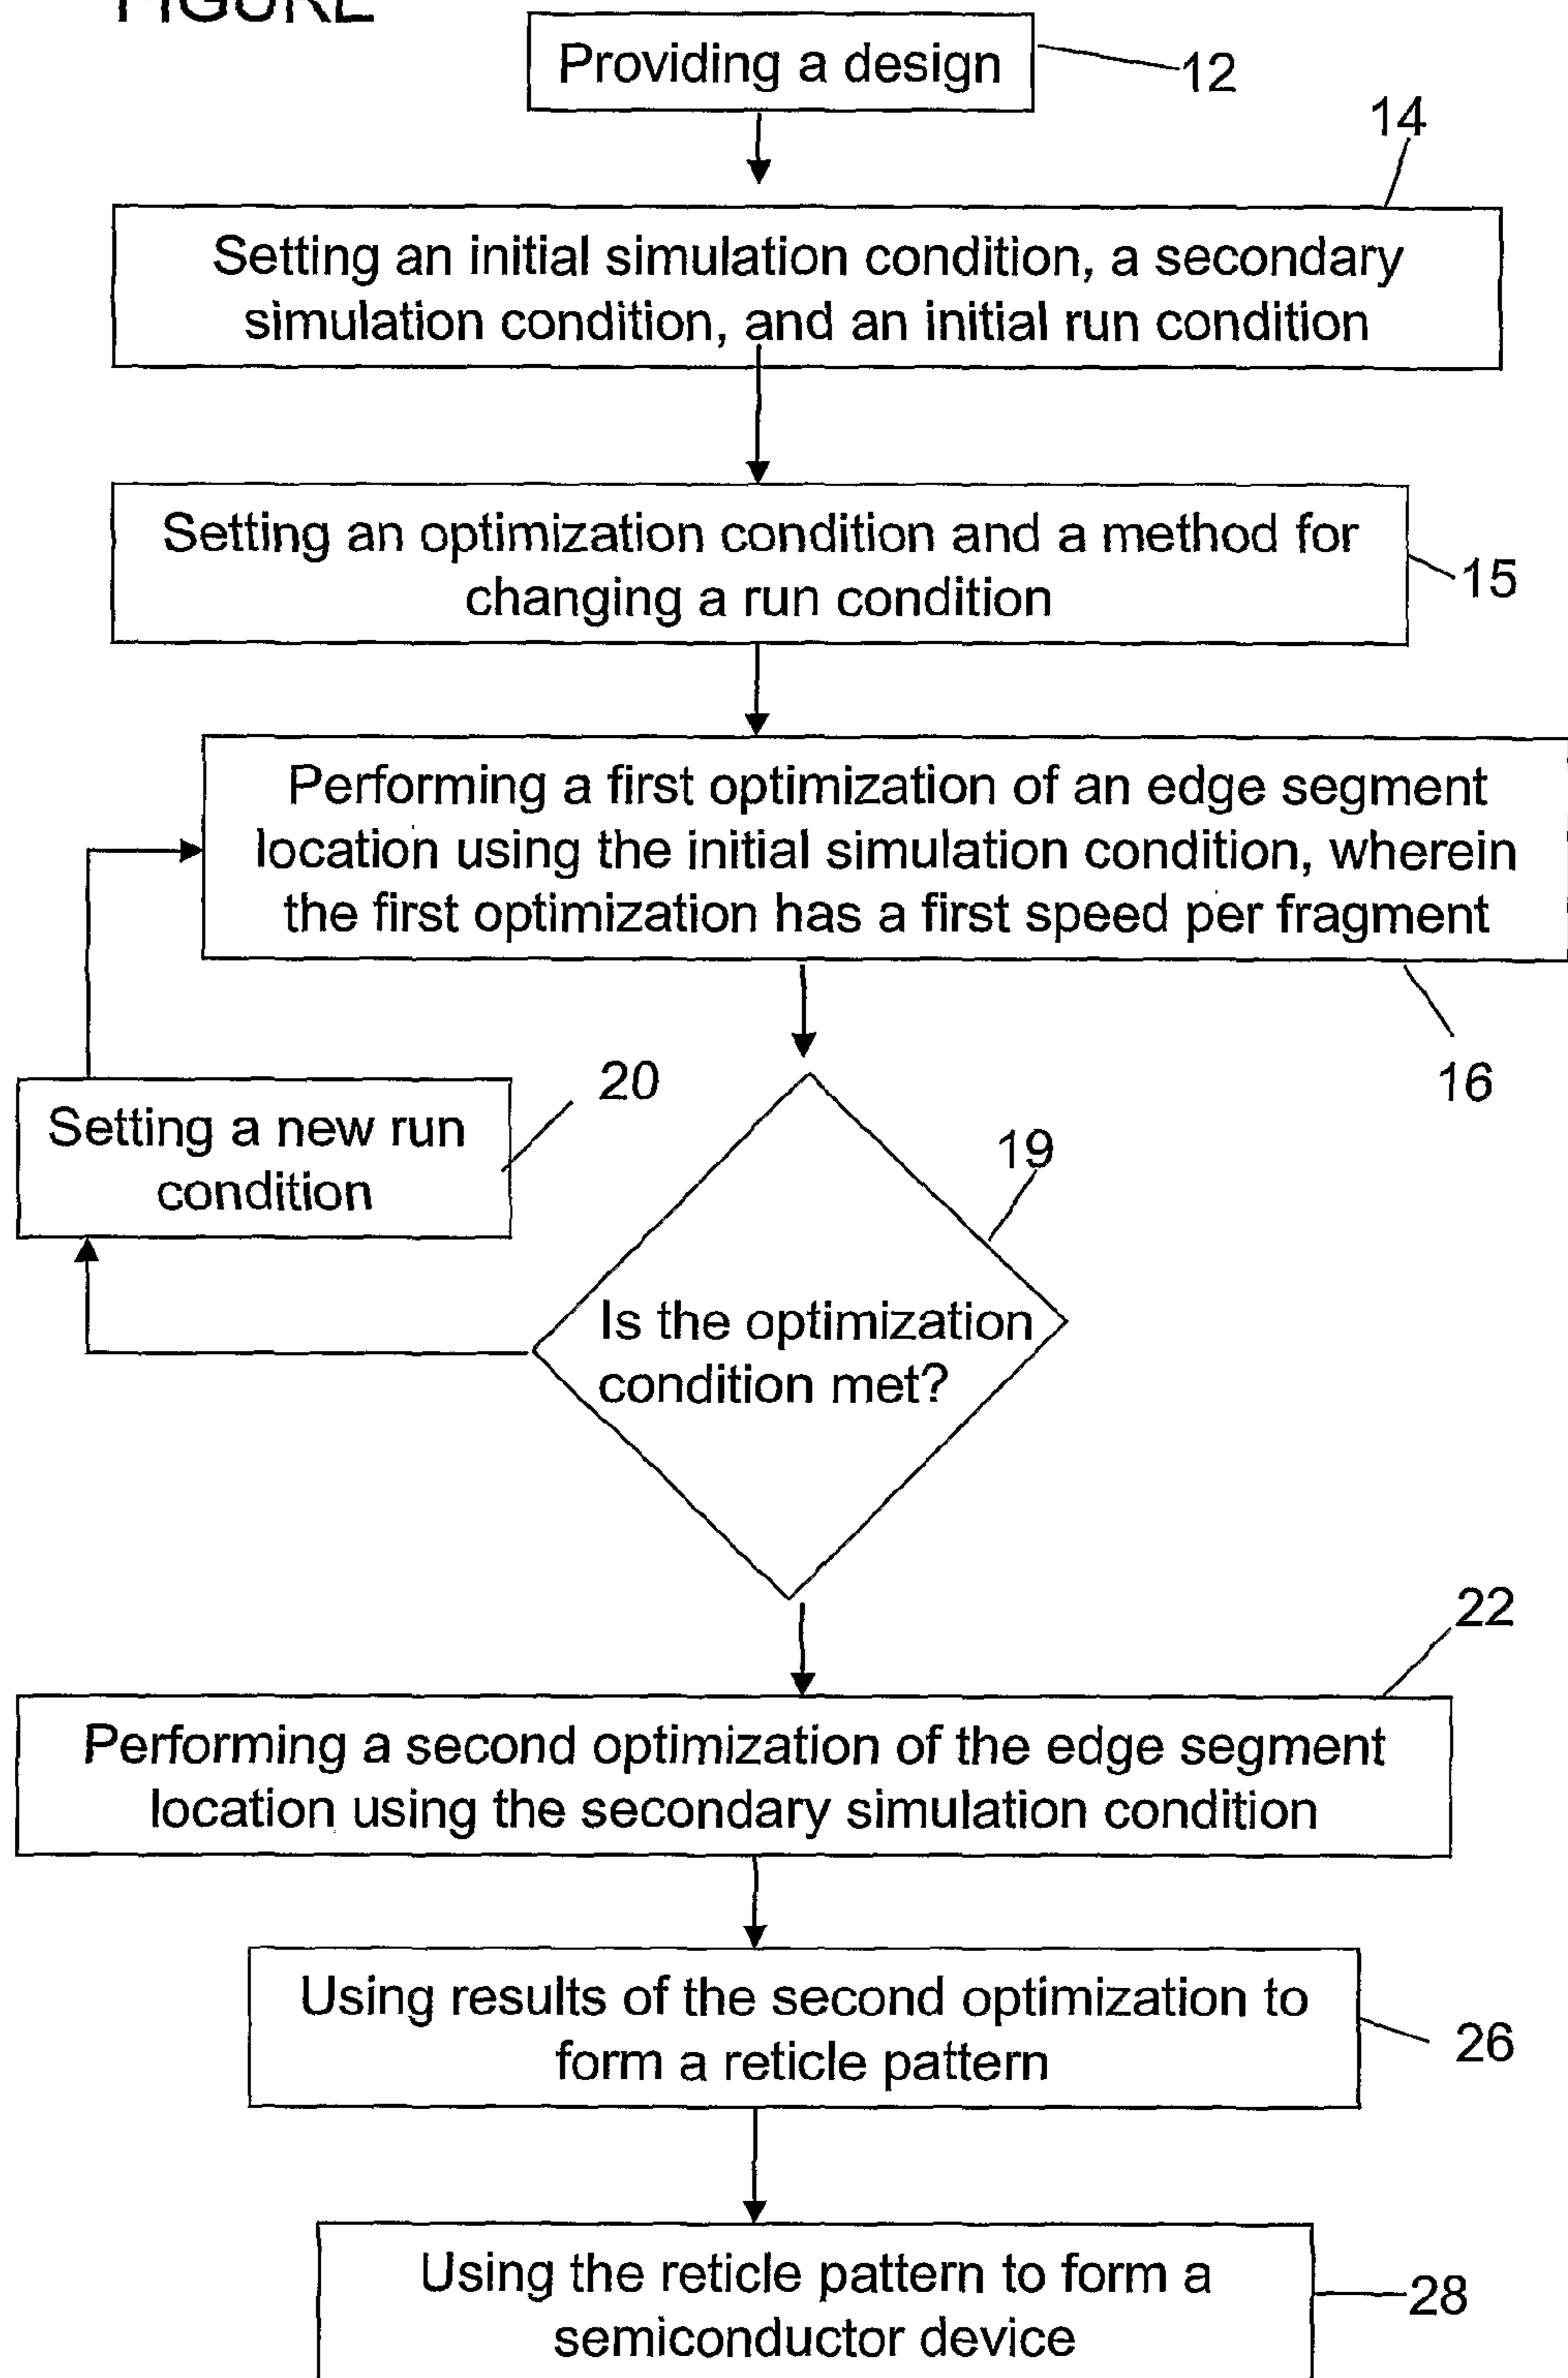 FIGURE
Providing a design
12
14
Setting an initial simulation condition, a secondary
simulation condition, and an initial run condition
Setting an optimization condition and a method for
changing a run condition
15
Performing a first optimization of an edge segment
location using the initial simulation condition, wherein
the first optimization has a first speed per fragment
16
20
Setting a new run
condition
19
Is the optimization
condition met?
22
Performing a second optimization of the edge segment
location using the secondary simulation condition
Using results of the second optimization to
form a reticle pattern
26
Using the reticle pattern to form a
semiconductor device
28